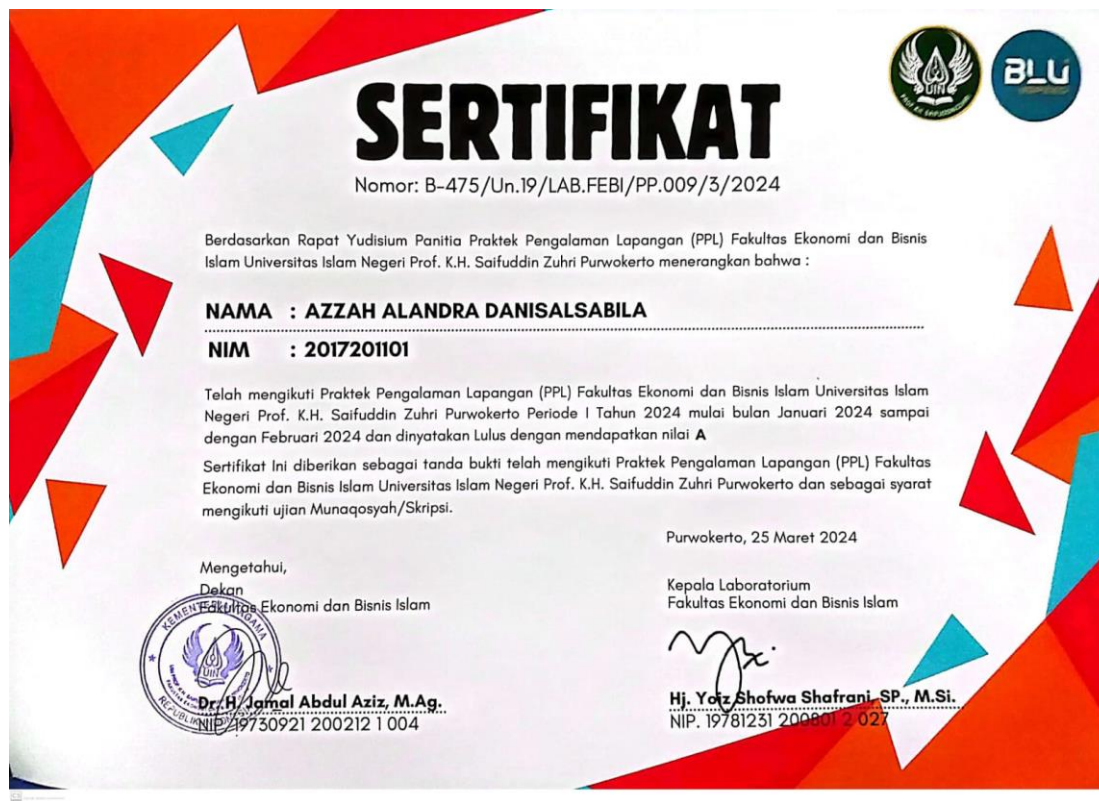 UIN
BLU
SERTIFIKAT
Nomor: B-475/Un.19/LAB.FEBI/PP.009/3/2024
Berdasarkan Rapat Yudisium Panitia Praktek Pengalaman Lapangan (PPL) Fakultas Ekonomi dan Bisnis
Islam Universitas Islam Negeri Prof. K.H. Saifuddin Zuhri Purwokerto menerangkan bahwa :
NAMA : AZZAH ALANDRA DANISALSABILA
NIM : 2017201101
Telah mengikuti Praktek Pengalaman Lapangan (PPL) Fakultas Ekonomi dan Bisnis Islam Universitas Islam
Negeri Prof. K.H. Saifuddin Zuhri Purwokerto Periode I Tahun 2024 mulai bulan Januari 2024 sampai
dengan Februari 2024 dan dinyatakan Lulus dengan mendapatkan nilai A
Sertifikat Ini diberikan sebagai tanda bukti telah mengikuti Praktek Pengalaman Lapangan (PPL) Fakultas
Ekonomi dan Bisnis Islam Universitas Islam Negeri Prof. K.H. Saifuddin Zuhri Purwokerto dan sebagai syarat
mengikuti ujian Munaqosyah/Skripsi.
Purwokerto, 25 Maret 2024
Mengetahui,
Dekan
Fakultas Ekonomi dan Bisnis Islam
KEMENTERIAN AGAMA
UIN
Dr. H. Jamal Abdul Aziz, M.Ag.
NIP. 19730921 200212 1 004
Kepala Laboratorium
Fakultas Ekonomi dan Bisnis Islam
Hj. Yoiz Shofwa Shafrani, SP., M.Si.
NIP. 19781231 200801 2 027